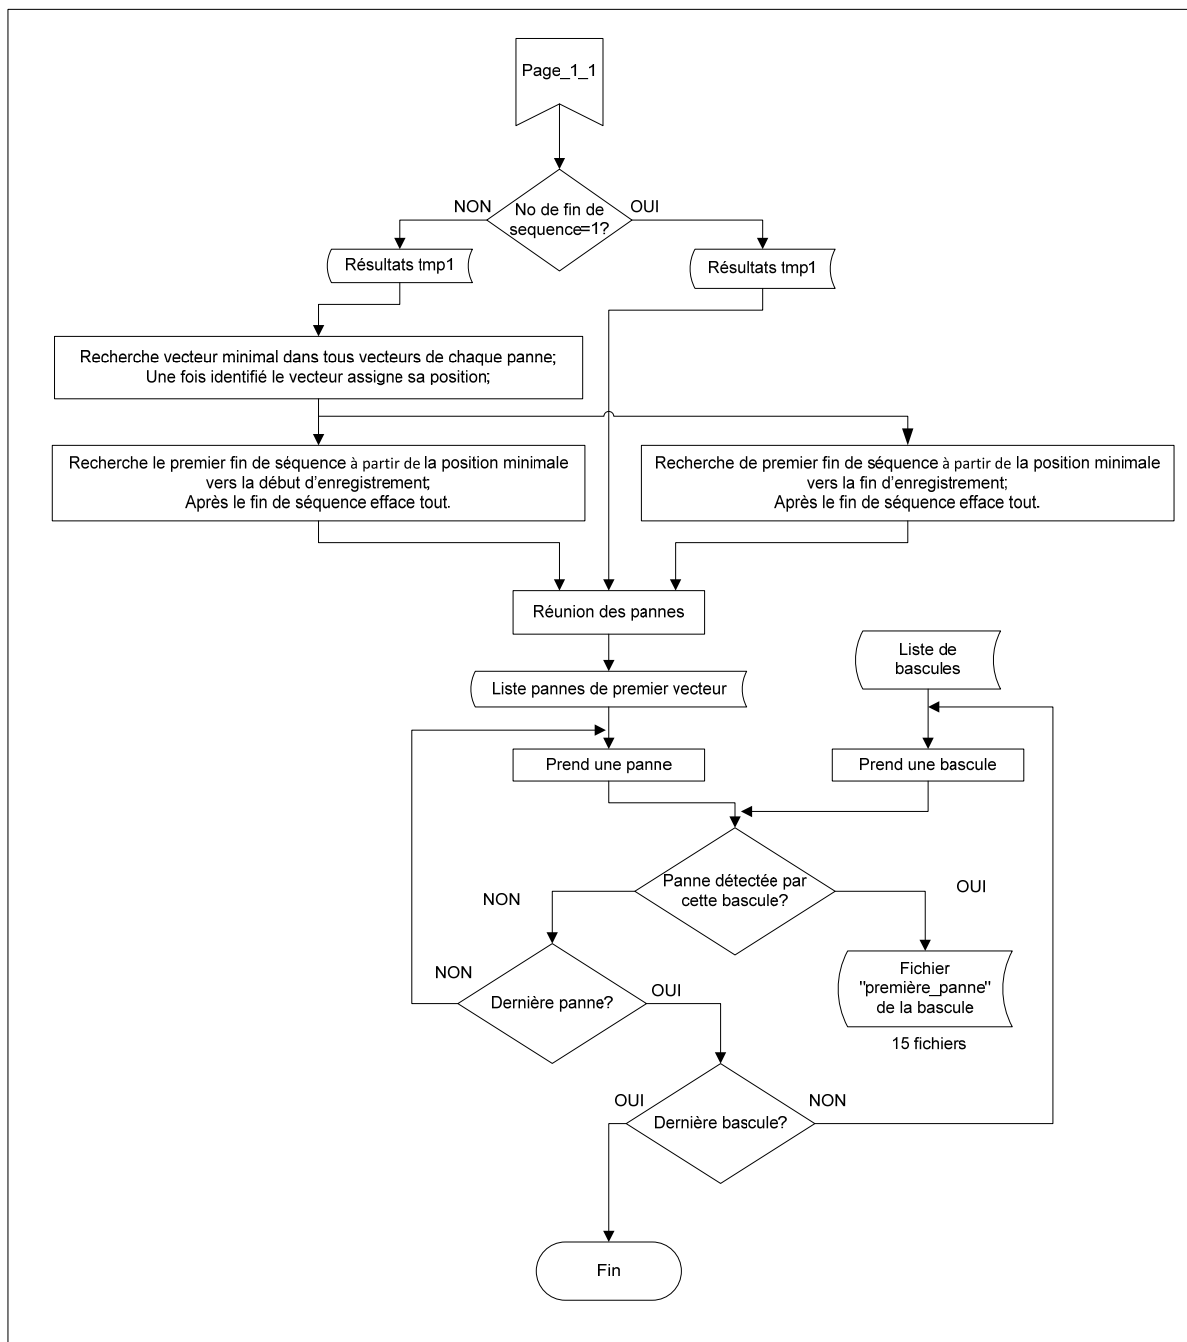 Page_1_1
NON
No de fin de
sequence=1?
OUI
Résultats tmp1
Résultats tmp1
Recherche vecteur minimal dans tous vecteurs de chaque panne;
Une fois identifié le vecteur assigne sa position;
Recherche le premier fin de séquence à partir de la position minimale
vers la début d'enregistrement;
Après le fin de séquence efface tout.
Recherche de premier fin de séquence à partir de la position minimale
vers la fin d'enregistrement;
Après le fin de séquence efface tout.
Réunion des pannes
Liste de
bascules
Liste pannes de premier vecteur
Prend une panne
Prend une bascule
Panne détectée par
cette bascule?
NON
OUI
Fichier
"première_panne"
de la bascule
15 fichiers
NON
Dernière panne?
OUI
OUI
Dernière bascule?
NON
Fin